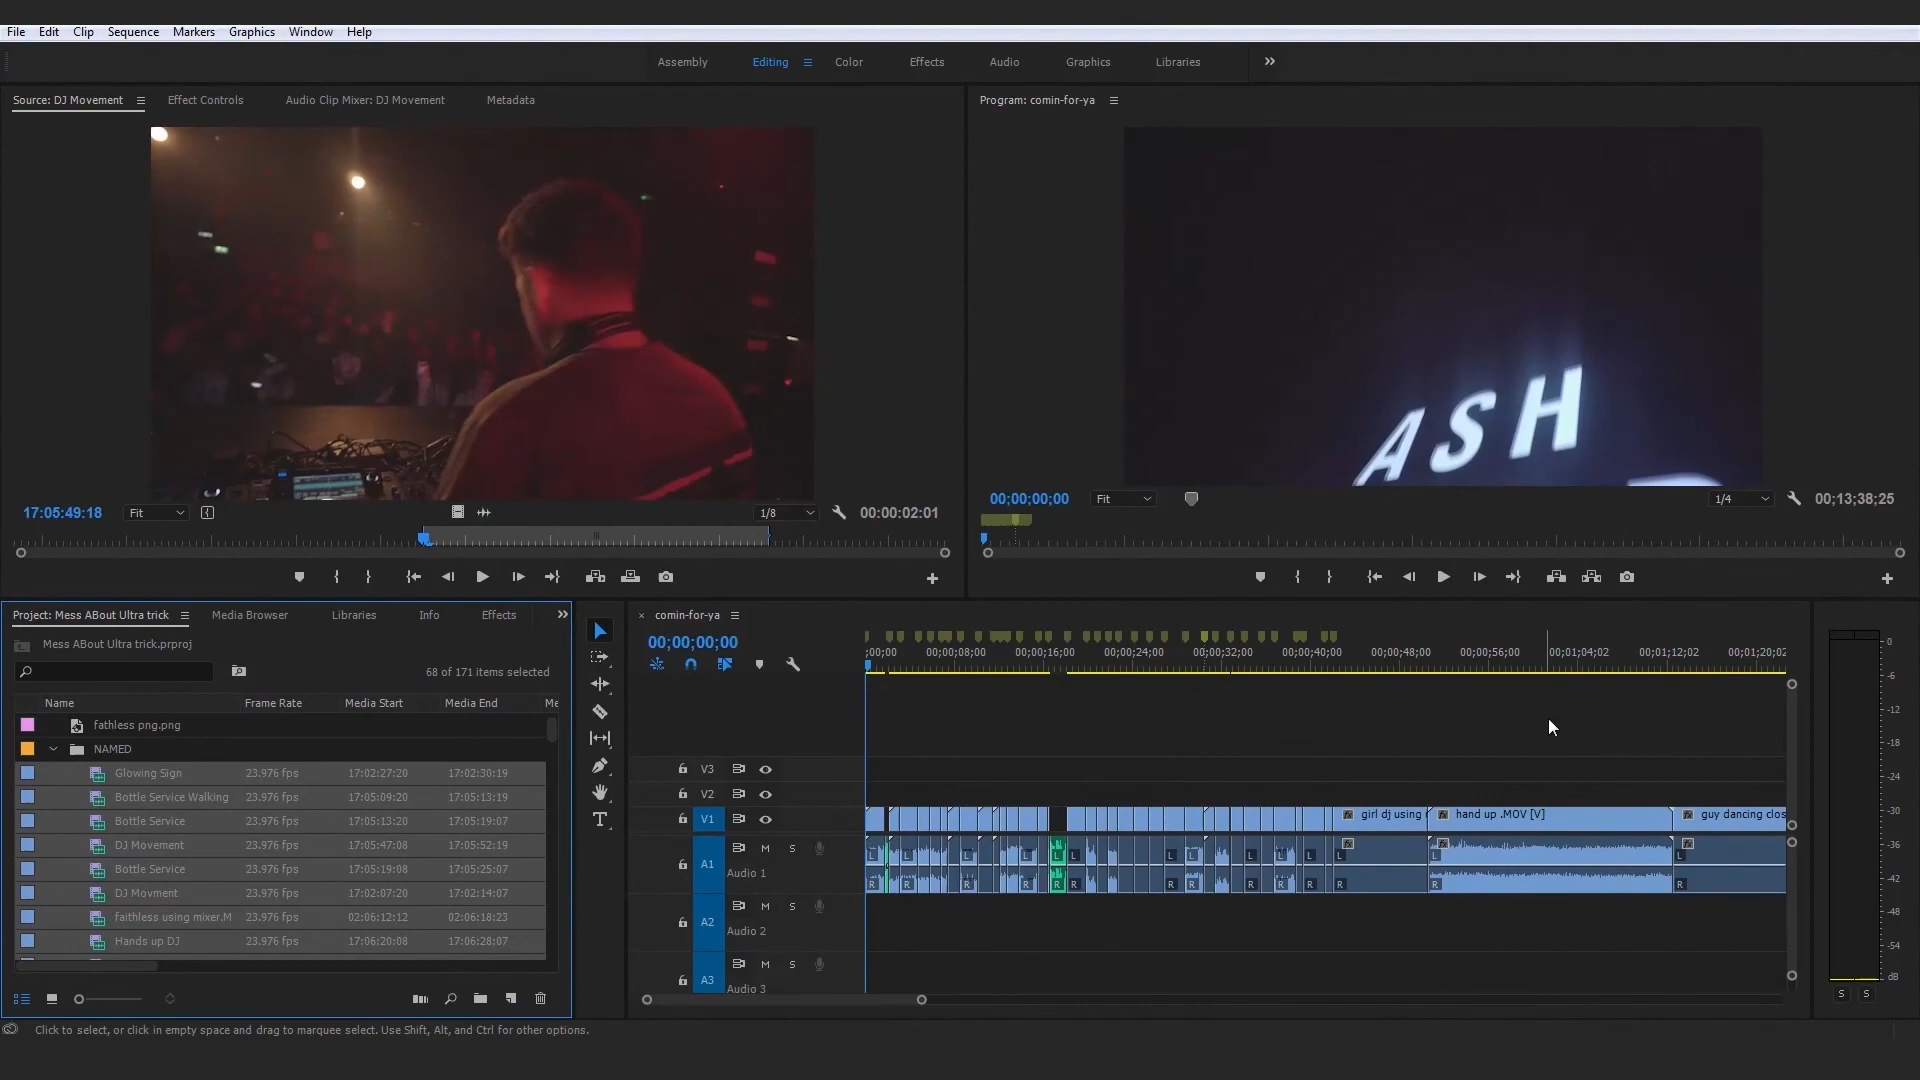 File Edit Clip Sequence Markers Graphics Window Help
Assembly Editing Color Effects Audio Graphics Libraries
Source: DJ Movement Effect Controls Audio Clip Mixer: DJ Movement Metadata
Program: comin-for-ya
ASH
17:05:49:18 Fit 1/8 00:00:02:01
00;00;00;00 Fit 1/4 00;13;38;25
Project: Mess ABout Ultra trick Media Browser Libraries Info Effects
Mess ABout Ultra trick.prproj
68 of 171 items selected
Name Frame Rate Media Start Media End Me
fathless png.png
NAMED
Glowing Sign 23.976 fps 17:02:27:20 17:02:30:19
Bottle Service Walking 23.976 fps 17:05:09:20 17:05:13:19
Bottle Service 23.976 fps 17:05:13:20 17:05:19:07
DJ Movement 23.976 fps 17:05:47:08 17:05:52:19
Bottle Service 23.976 fps 17:05:19:08 17:05:25:07
DJ Movment 23.976 fps 17:02:07:20 17:02:14:07
faithless using mixer.M 23.976 fps 02:06:12:12 02:06:18:23
Hands up DJ 23.976 fps 17:06:20:08 17:06:28:07
comin-for-ya
00;00;00;00
;00;00 00;00;08;00 00;00;16;00 00;00;24;00 00;00;32;00 00;00;40;00 00;00;48;00 00;00;56;00 00;01;04;02 00;01;12;02 00;01;20;02
V3
V2
V1 girl dj using hand up .MOV [V] guy dancing clos
A1 M S
Audio 1
L L L L L L L L L L L L L L
R R R R R R R R R R R R R R
A2 M S
Audio 2
A3 M S
Audio 3
0
-6
-12
-18
-24
-30
-36
-42
-48
-54
dB
S S
Click to select, or click in empty space and drag to marquee select. Use Shift, Alt, and Ctrl for other options.